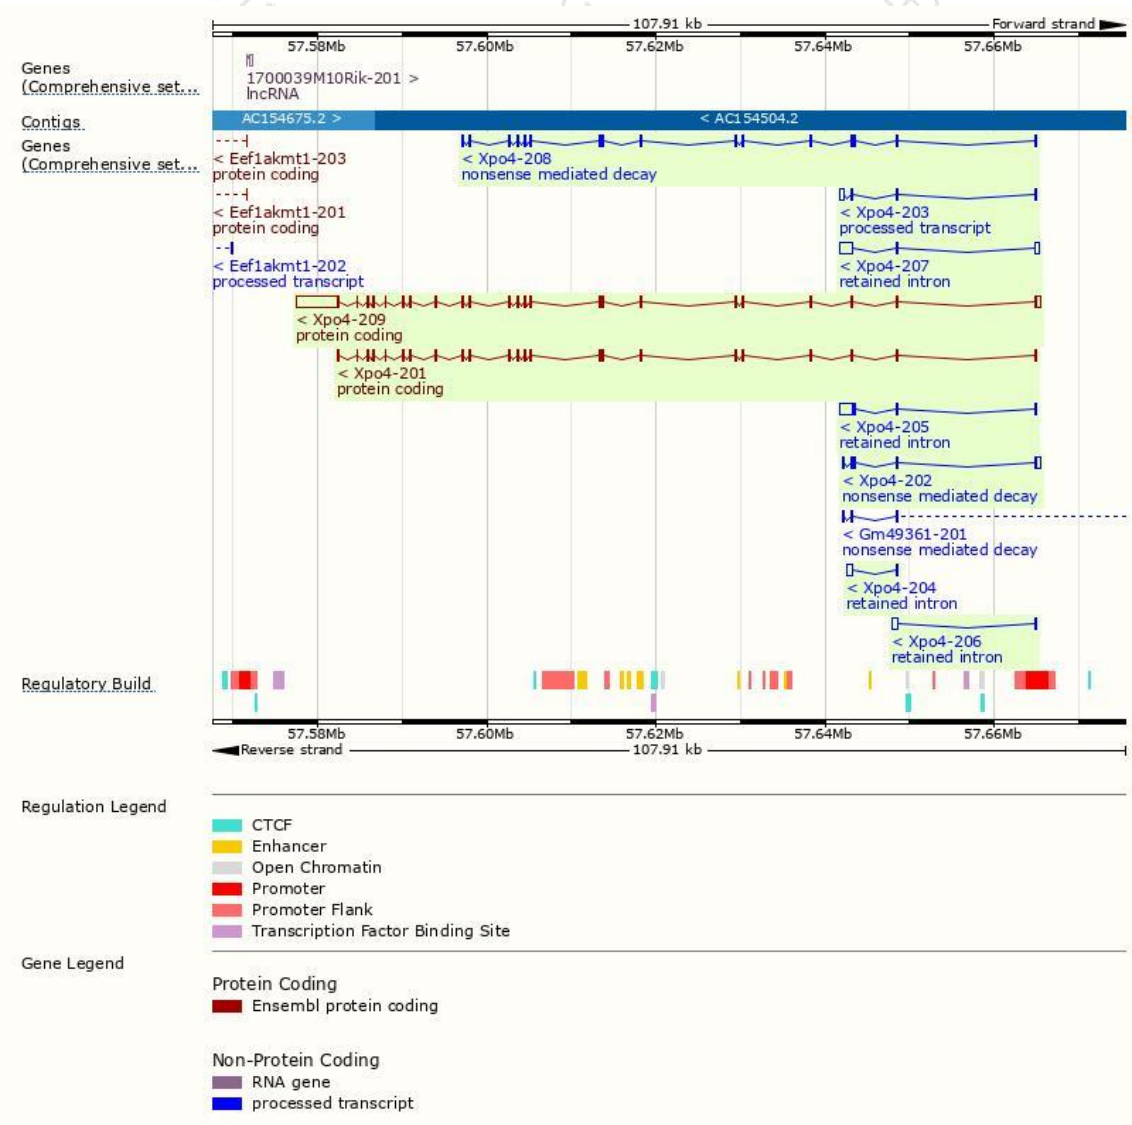 107.91 kb Forward strand
57.58Mb 57.60Mb 57.62Mb 57.64Mb 57.66Mb
Genes
(Comprehensive set...
1700039M10Rik-201 >
lncRNA
Contigs
AC154675.2 > < AC154504.2
Genes
(Comprehensive set...
< Eef1akmt1-203
protein coding
< Xpo4-208
nonsense mediated decay
< Eef1akmt1-201
protein coding
< Xpo4-203
processed transcript
< Eef1akmt1-202
processed transcript
< Xpo4-207
retained intron
< Xpo4-209
protein coding
< Xpo4-201
protein coding
< Xpo4-205
retained intron
< Xpo4-202
nonsense mediated decay
< Gm49361-201
nonsense mediated decay
< Xpo4-204
retained intron
< Xpo4-206
retained intron
Regulatory Build
57.58Mb 57.60Mb 57.62Mb 57.64Mb 57.66Mb
Reverse strand 107.91 kb
Regulation Legend
CTCF
Enhancer
Open Chromatin
Promoter
Promoter Flank
Transcription Factor Binding Site
Gene Legend
Protein Coding
Ensembl protein coding
Non-Protein Coding
RNA gene
processed transcript